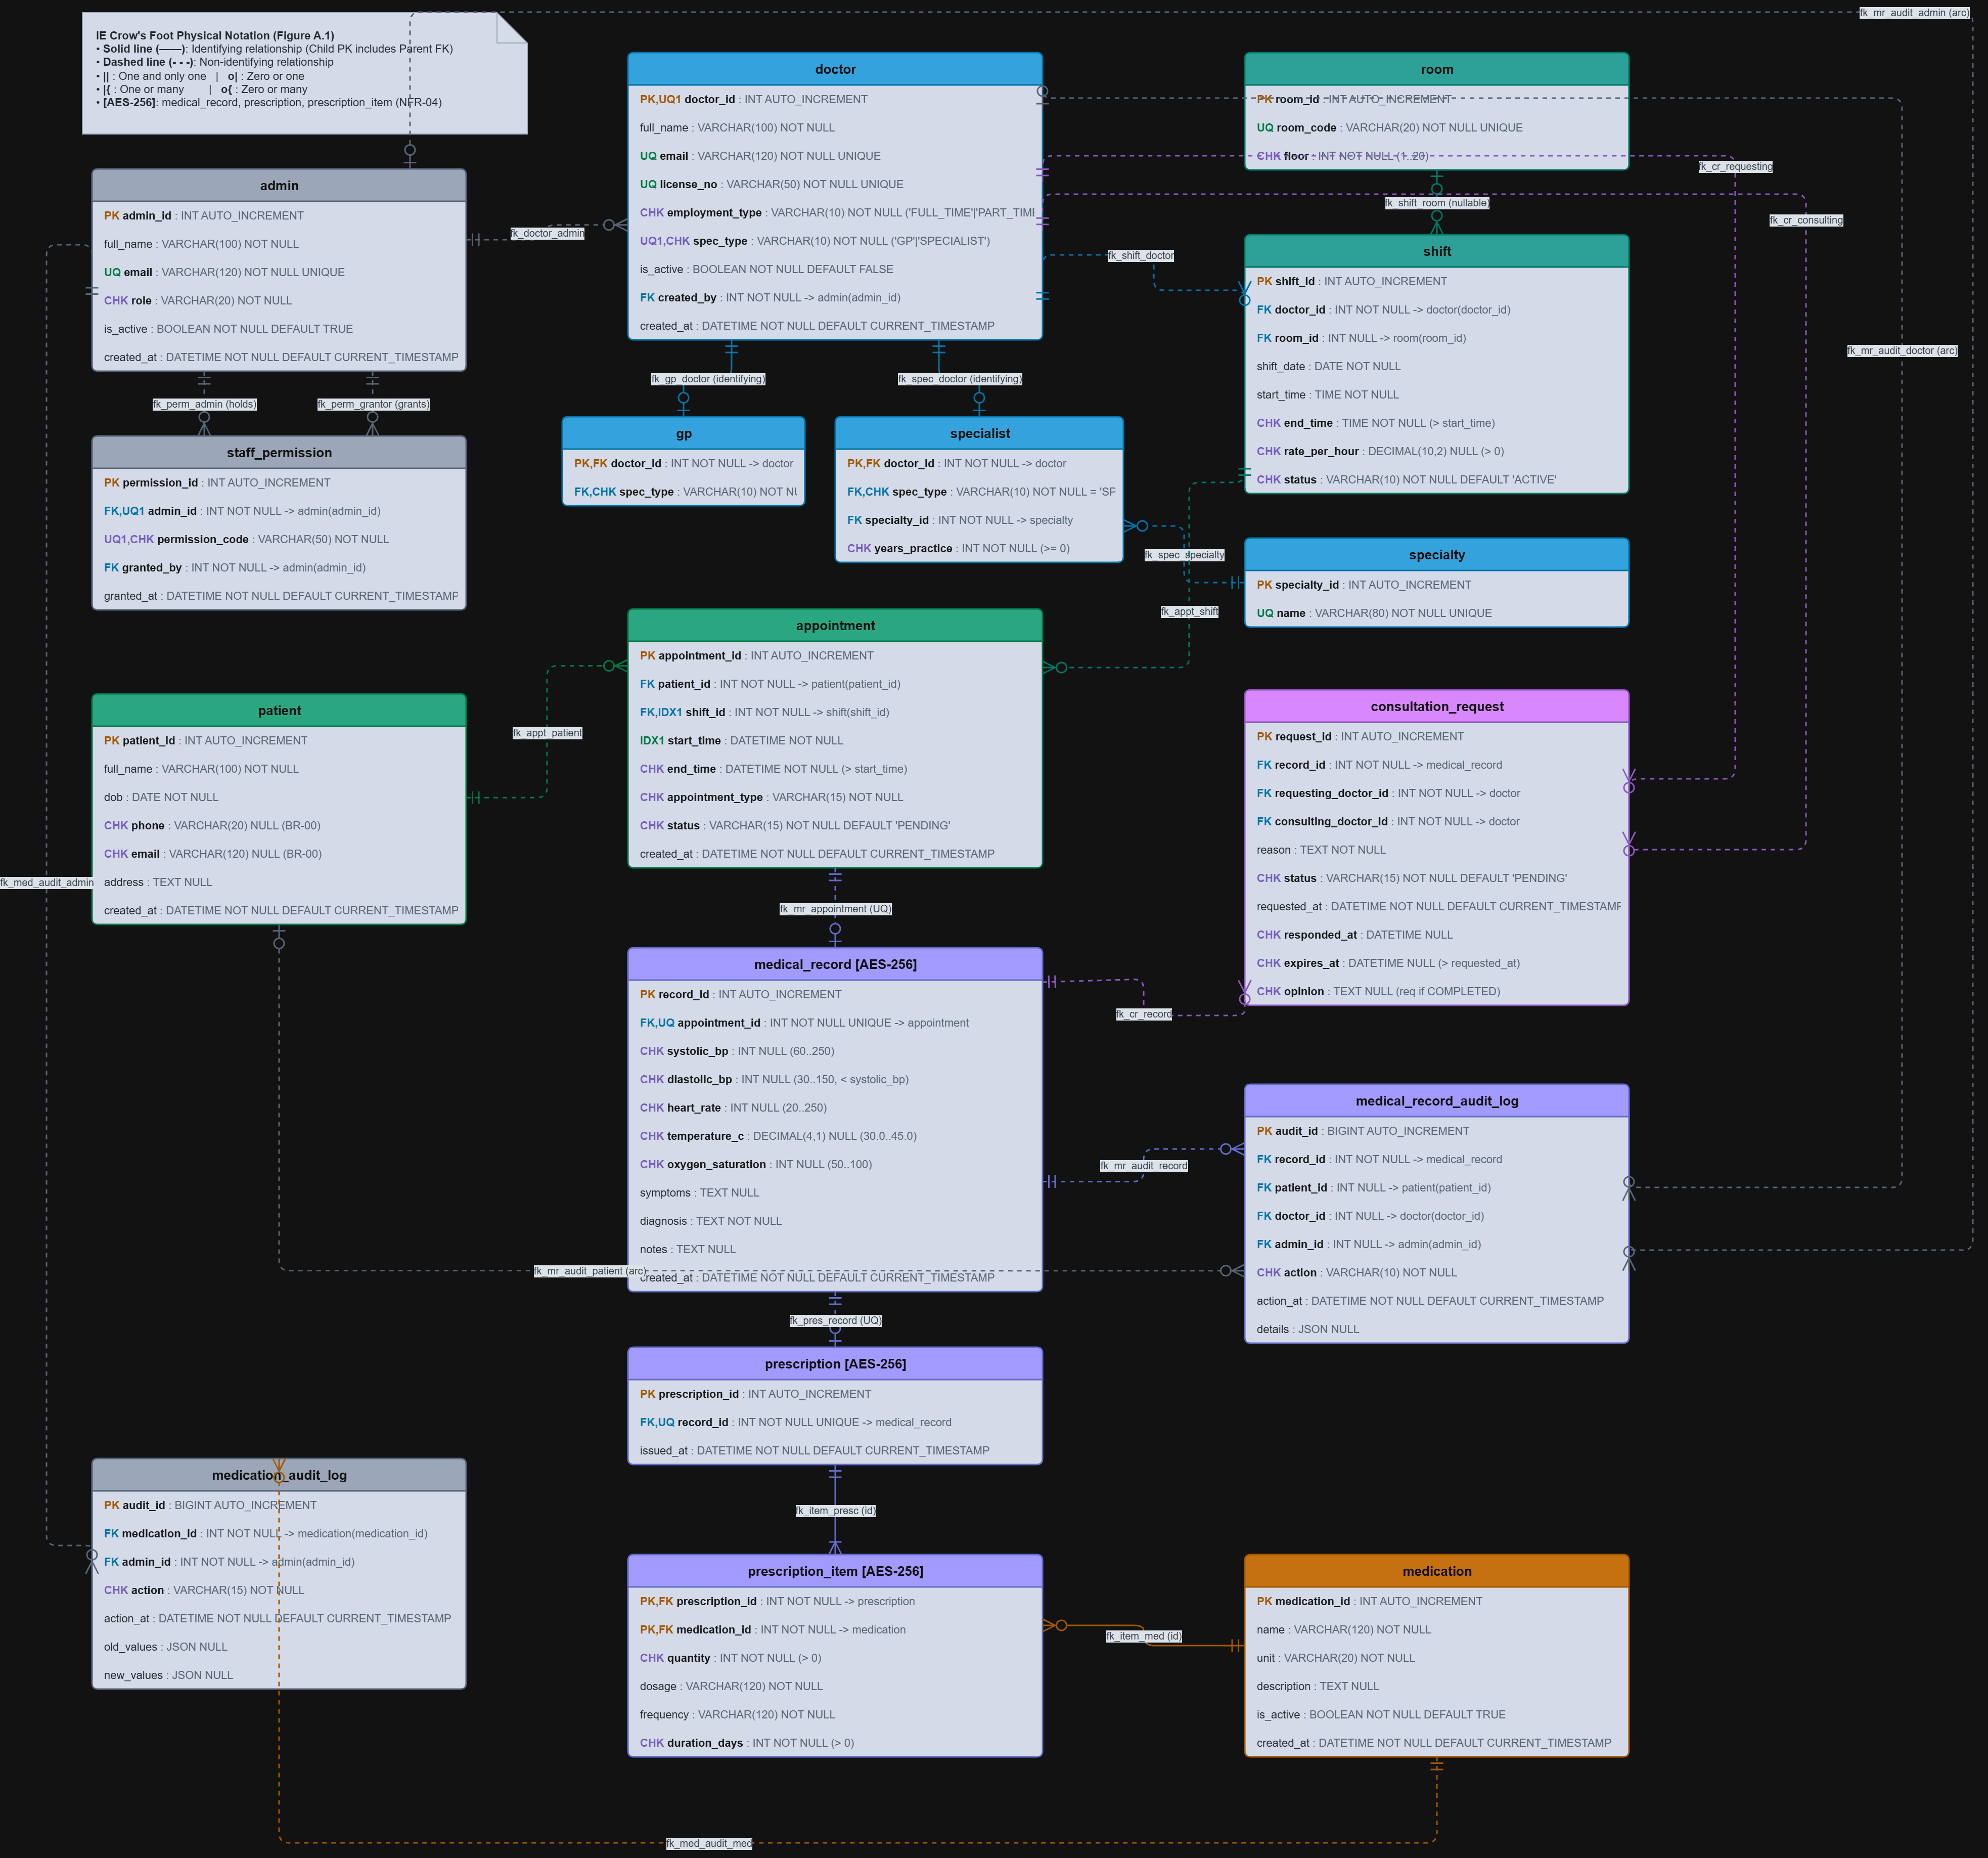 IE Crow's Foot Physical Notation (Figure A.1)
• Solid line (——): Identifying relationship (Child PK includes Parent FK)
• Dashed line (- - -): Non-identifying relationship
• || : One and only one | o| : Zero or one
• |{ : One or many | o{ : Zero or many
• [AES-256]: medical_record, prescription, prescription_item (NFR-04)
fk_mr_audit_admin (arc)
admin
PK admin_id : INT AUTO_INCREMENT
full_name : VARCHAR(100) NOT NULL
UQ email : VARCHAR(120) NOT NULL UNIQUE
CHK role : VARCHAR(20) NOT NULL
is_active : BOOLEAN NOT NULL DEFAULT TRUE
created_at : DATETIME NOT NULL DEFAULT CURRENT_TIMESTAMP
fk_doctor_admin
doctor
PK,UQ1 doctor_id : INT AUTO_INCREMENT
full_name : VARCHAR(100) NOT NULL
UQ email : VARCHAR(120) NOT NULL UNIQUE
UQ license_no : VARCHAR(50) NOT NULL UNIQUE
CHK employment_type : VARCHAR(10) NOT NULL ('FULL_TIME'|'PART_TIME
UQ1,CHK spec_type : VARCHAR(10) NOT NULL ('GP'|'SPECIALIST')
is_active : BOOLEAN NOT NULL DEFAULT FALSE
FK created_by : INT NOT NULL -> admin(admin_id)
created_at : DATETIME NOT NULL DEFAULT CURRENT_TIMESTAMP
room
PK room_id : INT AUTO_INCREMENT
UQ room_code : VARCHAR(20) NOT NULL UNIQUE
CHK floor : INT NOT NULL (1..20)
fk_cr_requesting
fk_shift_room (nullable)
fk_cr_consulting
fk_shift_doctor
shift
PK shift_id : INT AUTO_INCREMENT
FK doctor_id : INT NOT NULL -> doctor(doctor_id)
FK room_id : INT NULL -> room(room_id)
shift_date : DATE NOT NULL
start_time : TIME NOT NULL
CHK end_time : TIME NOT NULL (> start_time)
CHK rate_per_hour : DECIMAL(10,2) NULL (> 0)
CHK status : VARCHAR(10) NOT NULL DEFAULT 'ACTIVE'
fk_mr_audit_doctor (arc)
fk_perm_admin (holds)
fk_perm_grantor (grants)
fk_gp_doctor (identifying)
fk_spec_doctor (identifying)
staff_permission
PK permission_id : INT AUTO_INCREMENT
FK,UQ1 admin_id : INT NOT NULL -> admin(admin_id)
UQ1,CHK permission_code : VARCHAR(50) NOT NULL
FK granted_by : INT NOT NULL -> admin(admin_id)
granted_at : DATETIME NOT NULL DEFAULT CURRENT_TIMESTAMP
gp
PK,FK doctor_id : INT NOT NULL -> doctor
FK,CHK spec_type : VARCHAR(10) NOT NU
specialist
PK,FK doctor_id : INT NOT NULL -> doctor
FK,CHK spec_type : VARCHAR(10) NOT NULL = 'SP
FK specialty_id : INT NOT NULL -> specialty
CHK years_practice : INT NOT NULL (>= 0)
fk_spec_specialty
specialty
PK specialty_id : INT AUTO_INCREMENT
UQ name : VARCHAR(80) NOT NULL UNIQUE
fk_appt_shift
appointment
PK appointment_id : INT AUTO_INCREMENT
FK patient_id : INT NOT NULL -> patient(patient_id)
FK,IDX1 shift_id : INT NOT NULL -> shift(shift_id)
IDX1 start_time : DATETIME NOT NULL
CHK end_time : DATETIME NOT NULL (> start_time)
CHK appointment_type : VARCHAR(15) NOT NULL
CHK status : VARCHAR(15) NOT NULL DEFAULT 'PENDING'
created_at : DATETIME NOT NULL DEFAULT CURRENT_TIMESTAMP
fk_appt_patient
patient
PK patient_id : INT AUTO_INCREMENT
full_name : VARCHAR(100) NOT NULL
dob : DATE NOT NULL
CHK phone : VARCHAR(20) NULL (BR-00)
CHK email : VARCHAR(120) NULL (BR-00)
address : TEXT NULL
created_at : DATETIME NOT NULL DEFAULT CURRENT_TIMESTAMP
fk_med_audit_admin
consultation_request
PK request_id : INT AUTO_INCREMENT
FK record_id : INT NOT NULL -> medical_record
FK requesting_doctor_id : INT NOT NULL -> doctor
FK consulting_doctor_id : INT NOT NULL -> doctor
reason : TEXT NOT NULL
CHK status : VARCHAR(15) NOT NULL DEFAULT 'PENDING'
requested_at : DATETIME NOT NULL DEFAULT CURRENT_TIMESTAMP
CHK responded_at : DATETIME NULL
CHK expires_at : DATETIME NULL (> requested_at)
CHK opinion : TEXT NULL (req if COMPLETED)
fk_mr_appointment (UQ)
medical_record [AES-256]
PK record_id : INT AUTO_INCREMENT
FK,UQ appointment_id : INT NOT NULL UNIQUE -> appointment
CHK systolic_bp : INT NULL (60..250)
CHK diastolic_bp : INT NULL (30..150, < systolic_bp)
CHK heart_rate : INT NULL (20..250)
CHK temperature_c : DECIMAL(4,1) NULL (30.0..45.0)
CHK oxygen_saturation : INT NULL (50..100)
symptoms : TEXT NULL
diagnosis : TEXT NOT NULL
notes : TEXT NULL
created_at : DATETIME NOT NULL DEFAULT CURRENT_TIMESTAMP
fk_cr_record
fk_mr_audit_record
fk_mr_audit_patient (arc)
medical_record_audit_log
PK audit_id : BIGINT AUTO_INCREMENT
FK record_id : INT NOT NULL -> medical_record
FK patient_id : INT NULL -> patient(patient_id)
FK doctor_id : INT NULL -> doctor(doctor_id)
FK admin_id : INT NULL -> admin(admin_id)
CHK action : VARCHAR(10) NOT NULL
action_at : DATETIME NOT NULL DEFAULT CURRENT_TIMESTAMP
details : JSON NULL
fk_pres_record (UQ)
prescription [AES-256]
PK prescription_id : INT AUTO_INCREMENT
FK,UQ record_id : INT NOT NULL UNIQUE -> medical_record
issued_at : DATETIME NOT NULL DEFAULT CURRENT_TIMESTAMP
fk_item_presc (id)
medication_audit_log
PK audit_id : BIGINT AUTO_INCREMENT
FK medication_id : INT NOT NULL -> medication(medication_id)
FK admin_id : INT NOT NULL -> admin(admin_id)
CHK action : VARCHAR(15) NOT NULL
action_at : DATETIME NOT NULL DEFAULT CURRENT_TIMESTAMP
old_values : JSON NULL
new_values : JSON NULL
prescription_item [AES-256]
PK,FK prescription_id : INT NOT NULL -> prescription
PK,FK medication_id : INT NOT NULL -> medication
CHK quantity : INT NOT NULL (> 0)
dosage : VARCHAR(120) NOT NULL
frequency : VARCHAR(120) NOT NULL
CHK duration_days : INT NOT NULL (> 0)
fk_item_med (id)
medication
PK medication_id : INT AUTO_INCREMENT
name : VARCHAR(120) NOT NULL
unit : VARCHAR(20) NOT NULL
description : TEXT NULL
is_active : BOOLEAN NOT NULL DEFAULT TRUE
created_at : DATETIME NOT NULL DEFAULT CURRENT_TIMESTAMP
fk_med_audit_med